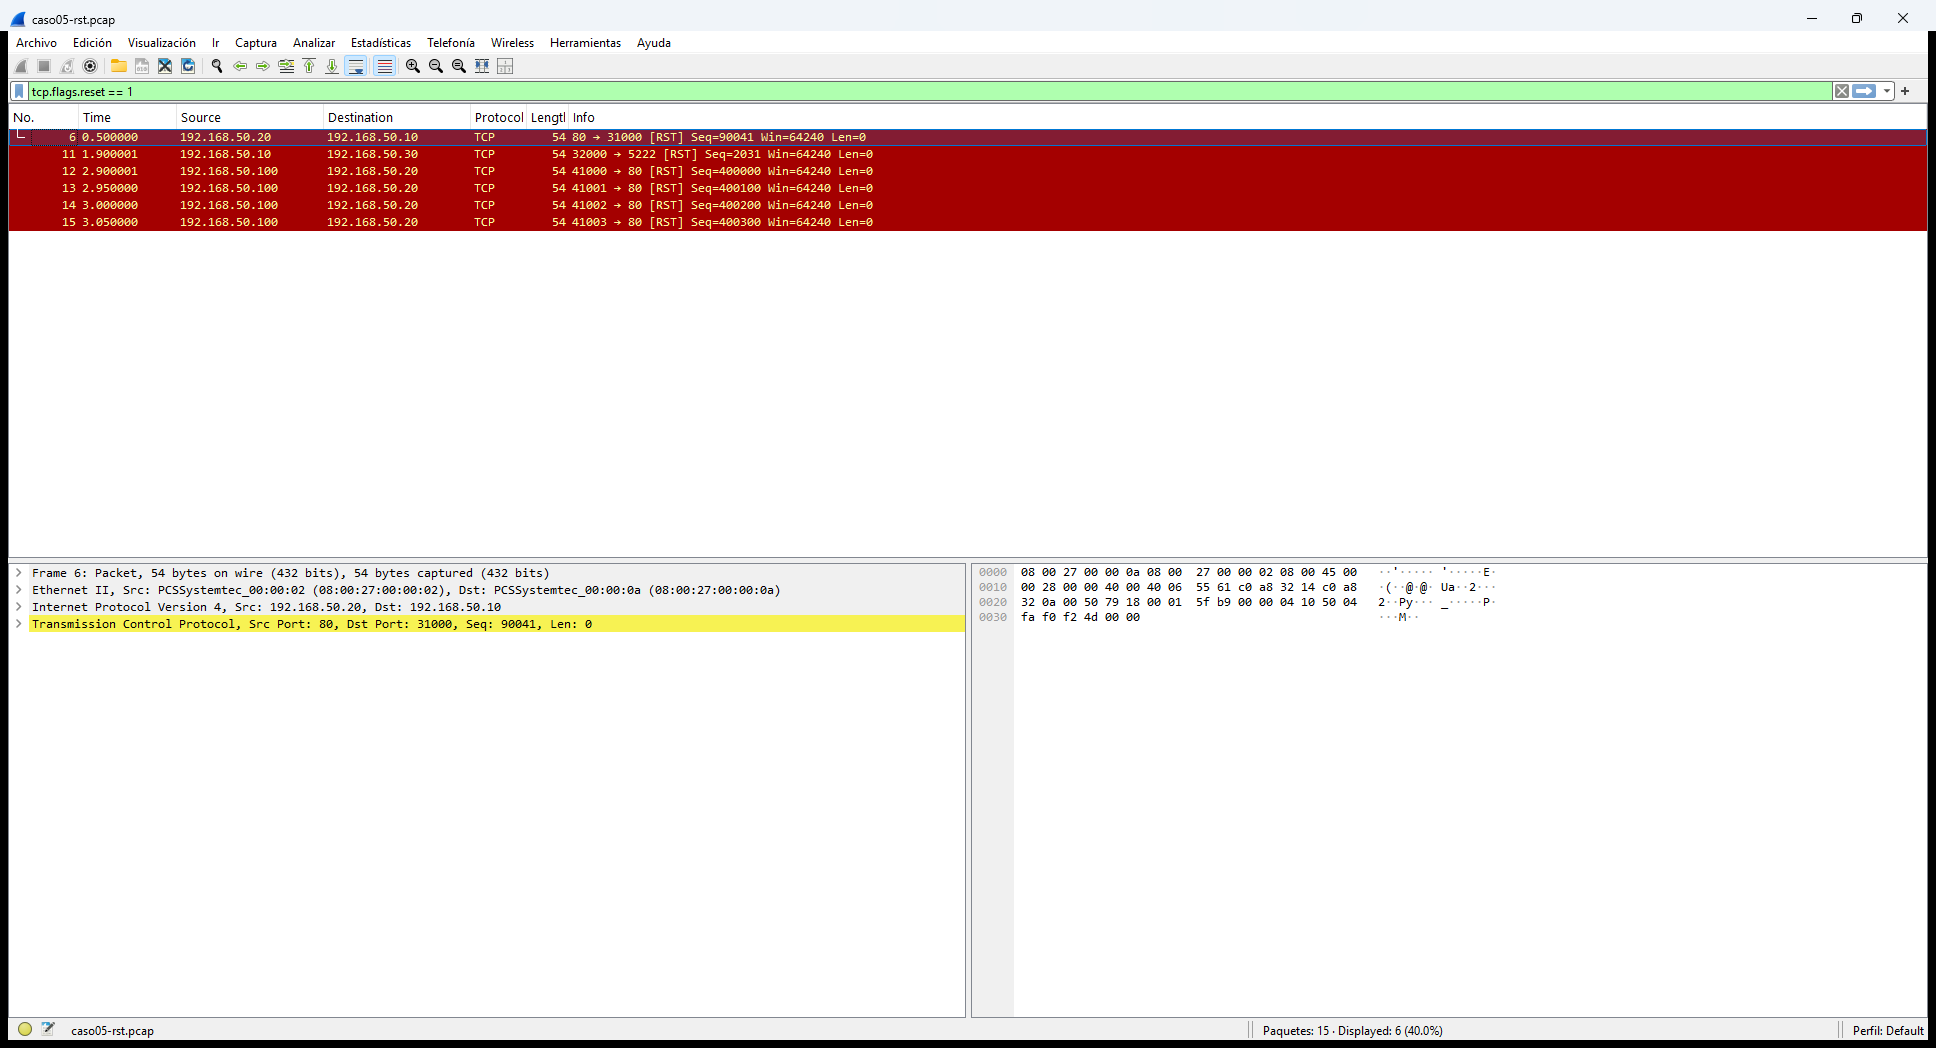 caso05-rst.pcap
Archivo Edición Visualización Ir Captura Analizar Estadísticas Telefonía Wireless Herramientas Ayuda
tcp.flags.reset == 1
No. Time Source Destination Protocol Lengtl Info
6 0.500000 192.168.50.20 192.168.50.10 TCP 54 80 → 31000 [RST] Seq=90041 Win=64240 Len=0
11 1.900001 192.168.50.10 192.168.50.30 TCP 54 32000 → 5222 [RST] Seq=2031 Win=64240 Len=0
12 2.900001 192.168.50.100 192.168.50.20 TCP 54 41000 → 80 [RST] Seq=400000 Win=64240 Len=0
13 2.950000 192.168.50.100 192.168.50.20 TCP 54 41001 → 80 [RST] Seq=400100 Win=64240 Len=0
14 3.000000 192.168.50.100 192.168.50.20 TCP 54 41002 → 80 [RST] Seq=400200 Win=64240 Len=0
15 3.050000 192.168.50.100 192.168.50.20 TCP 54 41003 → 80 [RST] Seq=400300 Win=64240 Len=0
Frame 6: Packet, 54 bytes on wire (432 bits), 54 bytes captured (432 bits)
Ethernet II, Src: PCSSystemtec_00:00:02 (08:00:27:00:00:02), Dst: PCSSystemtec_00:00:0a (08:00:27:00:00:0a)
Internet Protocol Version 4, Src: 192.168.50.20, Dst: 192.168.50.10
Transmission Control Protocol, Src Port: 80, Dst Port: 31000, Seq: 90041, Len: 0
0000 08 00 27 00 00 0a 08 00 27 00 00 02 08 00 45 00 ··'·····'·····E·
0010 00 28 00 00 40 00 40 06 55 61 c0 a8 32 14 c0 a8 ·(··@·@·Ua··2···
0020 32 0a 00 50 79 18 00 01 5f b9 00 00 04 10 50 04 2··Py···_·····P·
0030 fa f0 f2 4d 00 00 ···M··
caso05-rst.pcap Paquetes: 15 · Displayed: 6 (40.0%) Perfil: Default